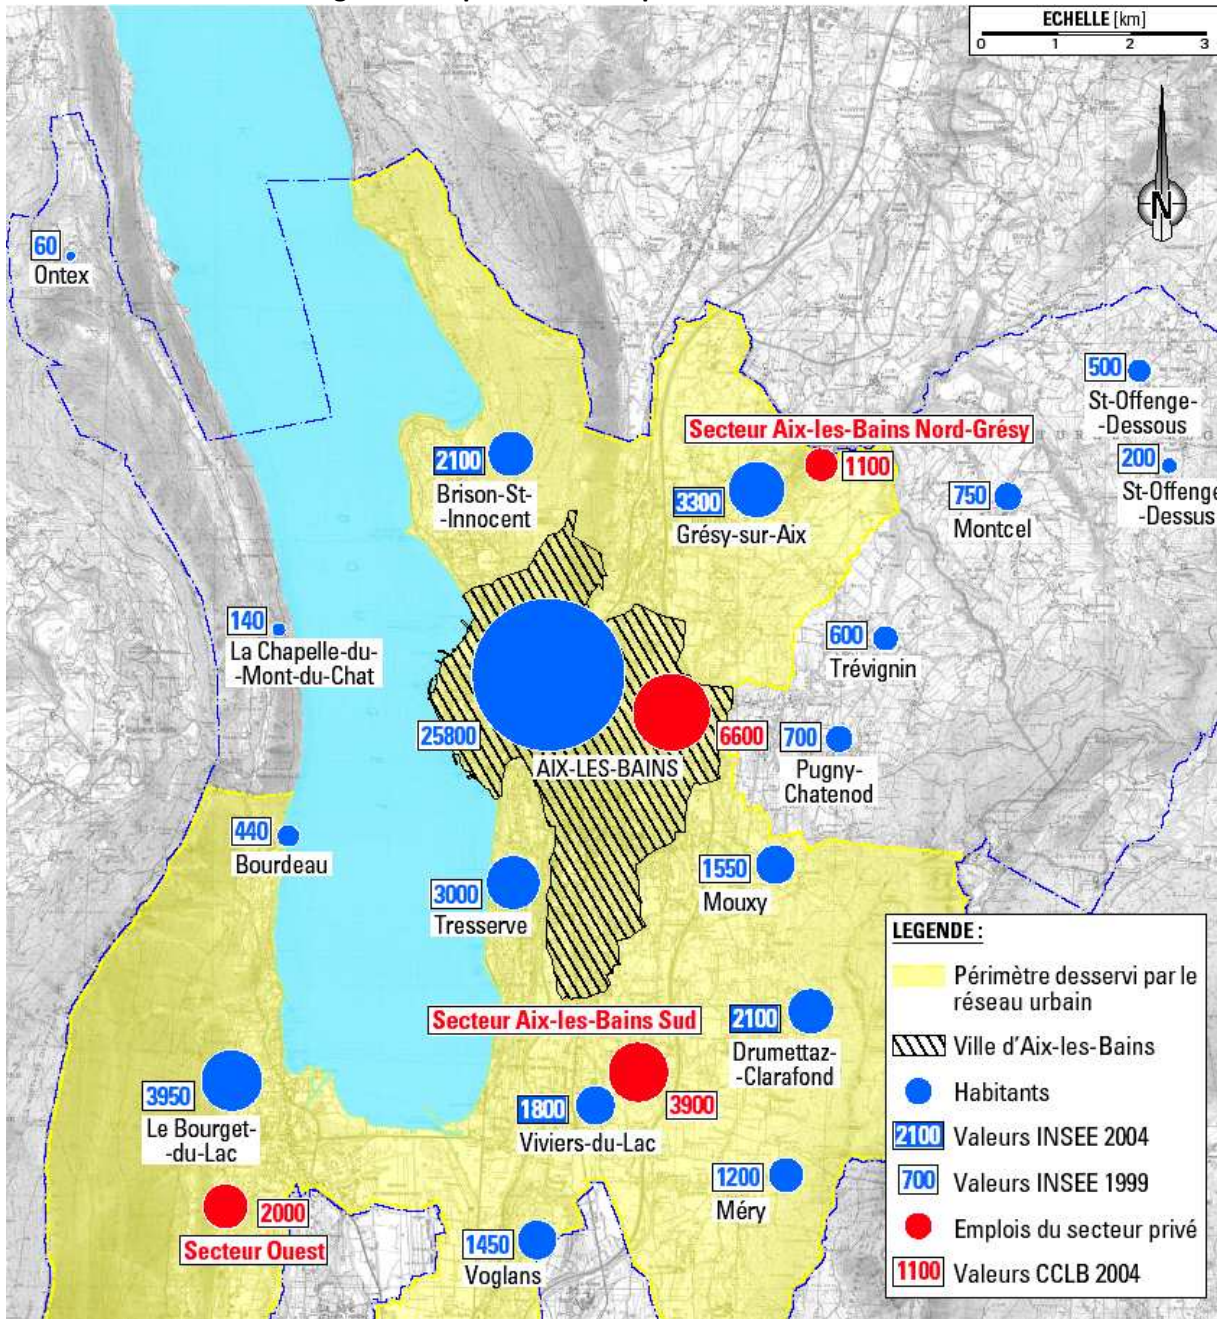 ECHELLE [km]
0 1 2 3
N
60
Ontex
500
St-Offenge-
-Dessous
Secteur Aix-les-Bains Nord-Grésy
1100
200
St-Offenge
-Dessus
2100
Brison-St-
-Innocent
3300
Grésy-sur-Aix
750
Montcel
140
La Chapelle-du-
-Mont-du-Chat
600
Trévignin
25800
AIX-LES-BAINS
6600
700
Pugny-
Chatenod
440
Bourdeau
3000
Tresserve
1550
Mouxy
Secteur Aix-les-Bains Sud
3900
2100
Drumettaz-
-Clarafond
3950
Le Bourget-
-du-Lac
1800
Viviers-du-Lac
1200
Méry
2000
Secteur Ouest
1450
Voglans
LEGENDE :
Périmètre desservi par le
réseau urbain
Ville d'Aix-les-Bains
Habitants
2100 Valeurs INSEE 2004
700 Valeurs INSEE 1999
Emplois du secteur privé
1100 Valeurs CCLB 2004